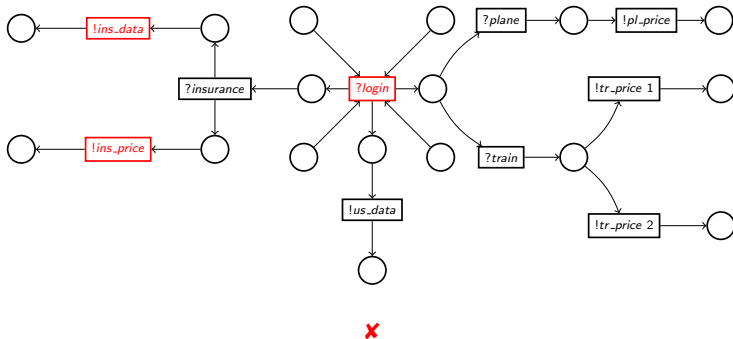 !ins_data
?plane
!pl_price
?insurance
?login
!tr_price 1
!ins_price
?train
!us_data
!tr_price 2
✘